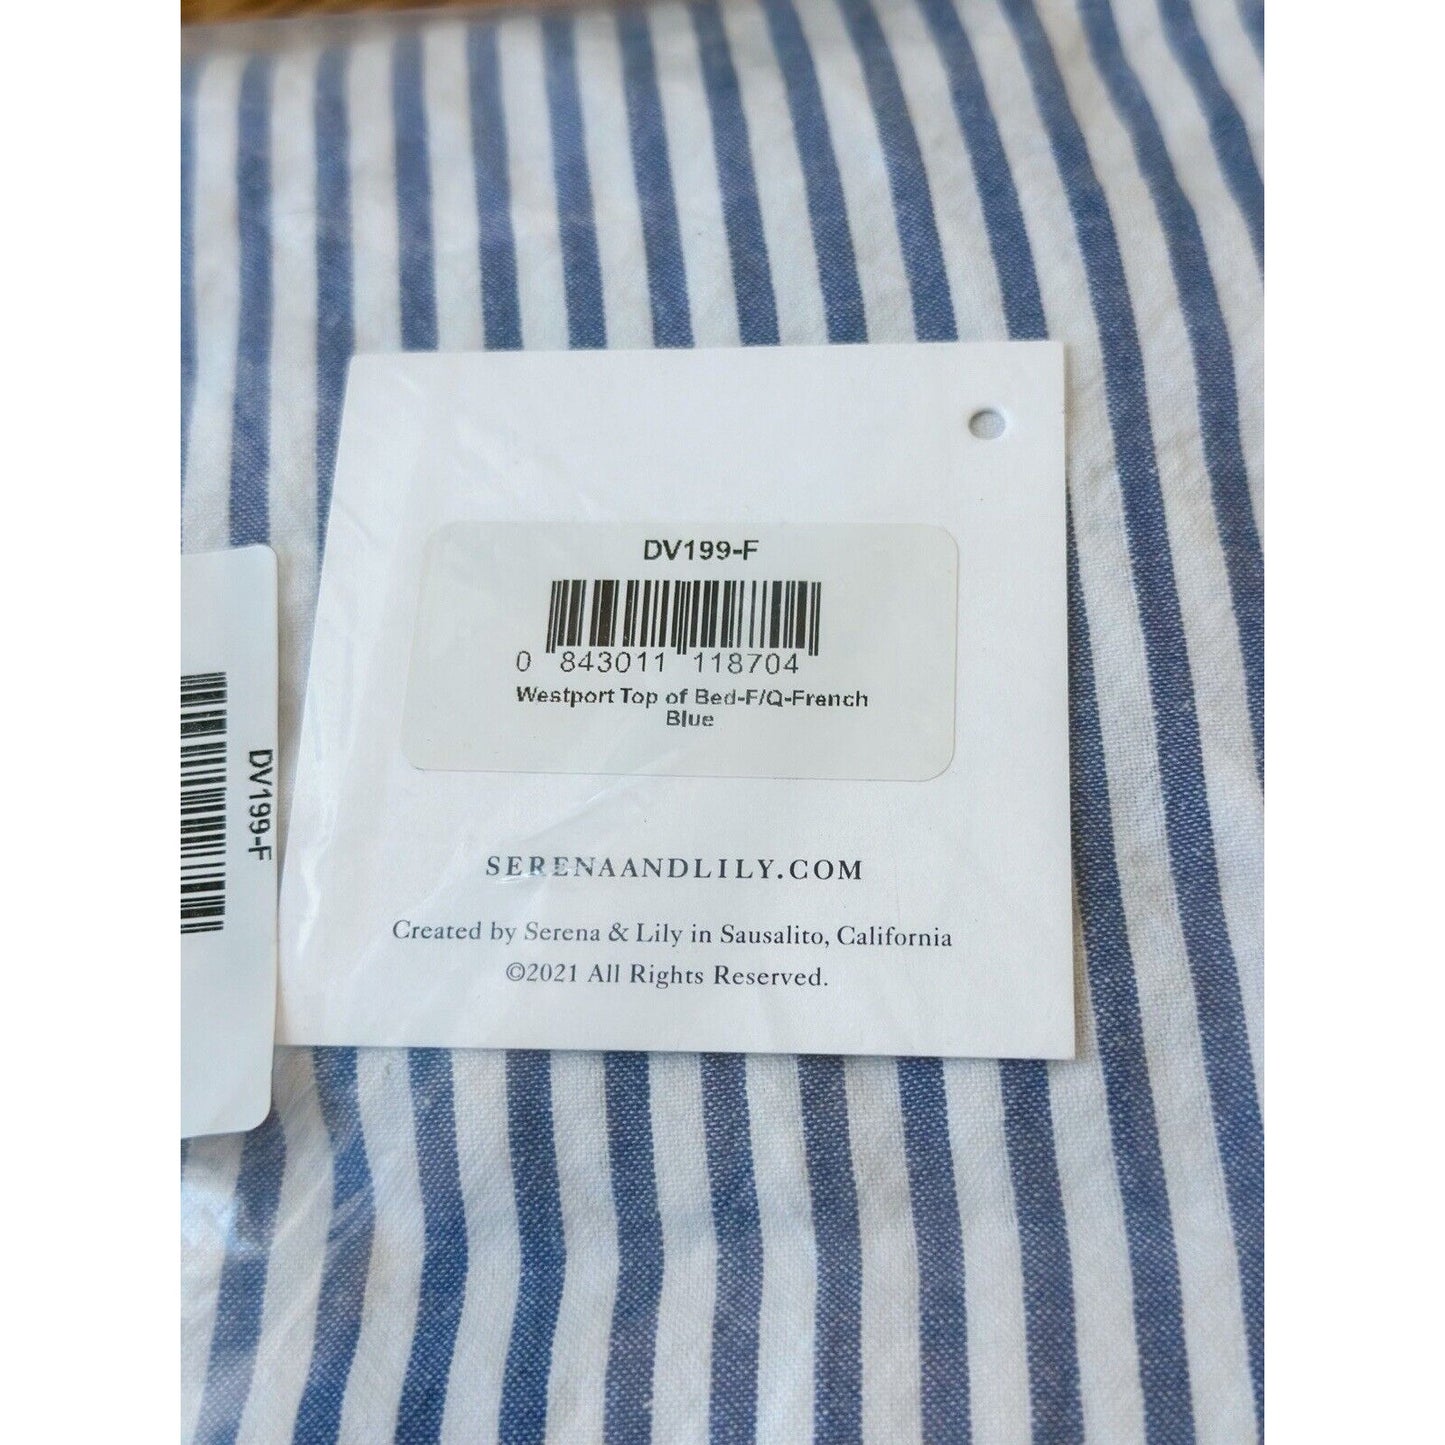 DV199-F
0 843011 118704
Westport Top of Bed-F/Q-French
Blue
SERENAANDLILY.COM
Created by Serena & Lily in Sausalito, California
©2021 All Rights Reserved.
DV199-F